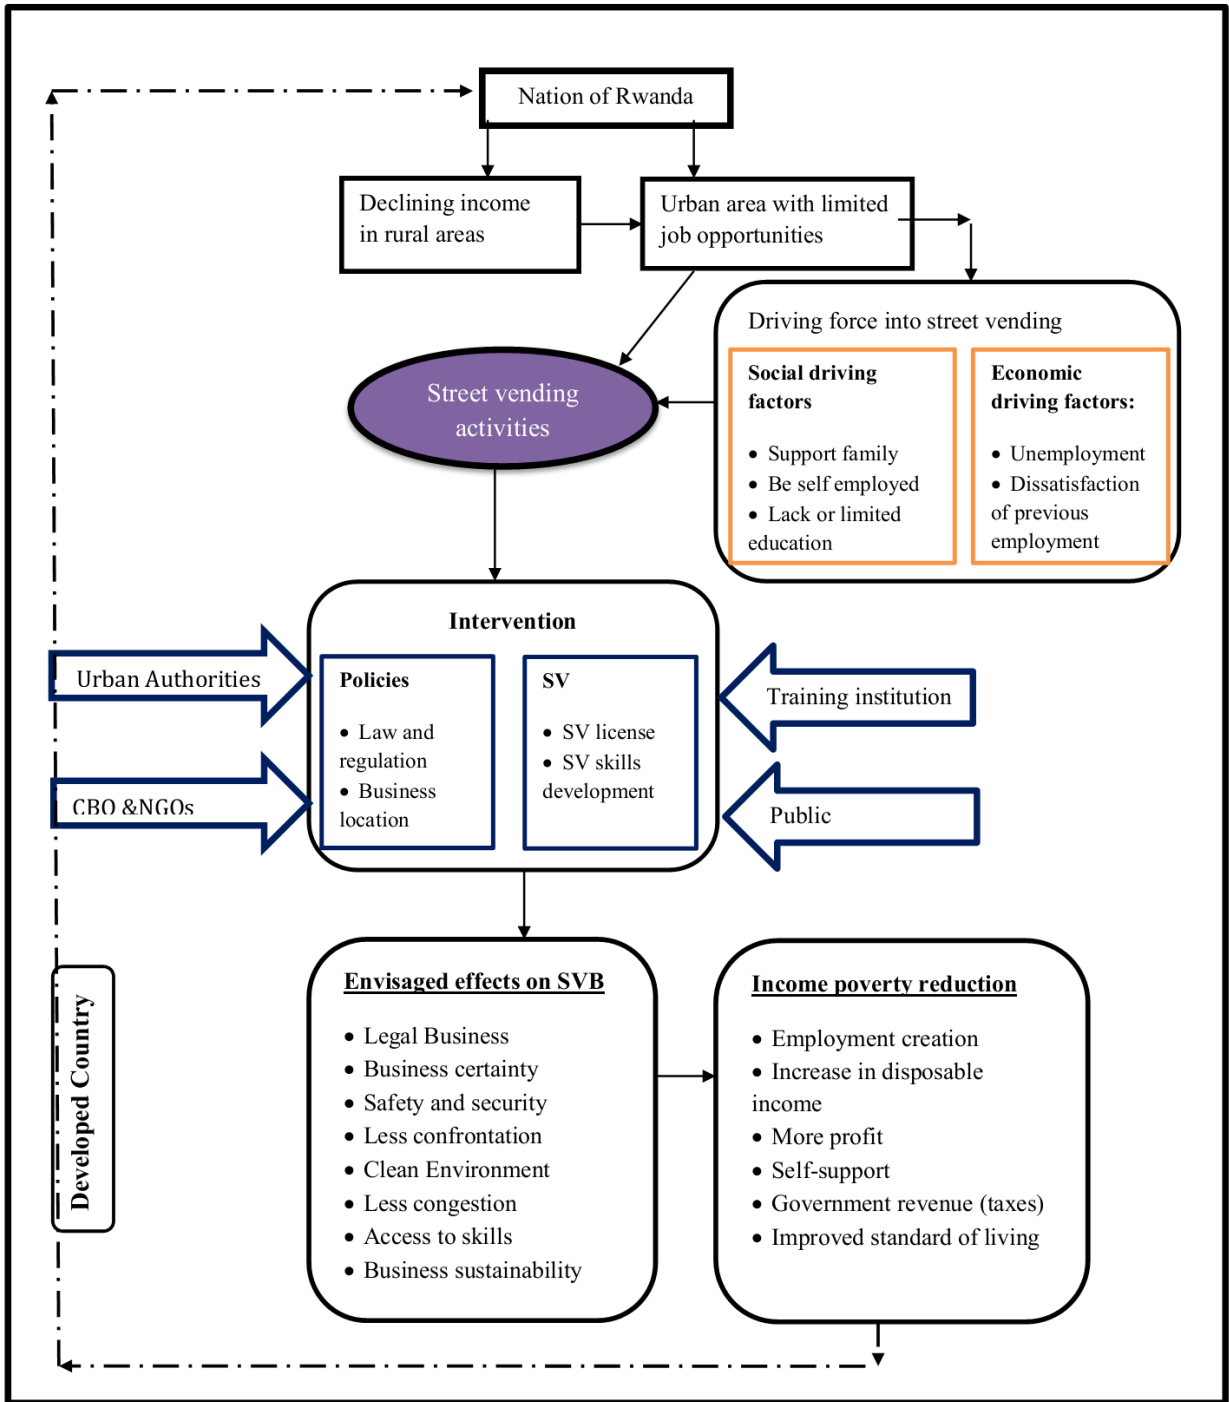 Nation of Rwanda
Declining income
in rural areas
Urban area with limited
job opportunities
Driving force into street vending
Social driving
factors
• Support family
• Be self employed
• Lack or limited
education
Economic
driving factors:
• Unemployment
• Dissatisfaction
of previous
employment
Street vending
activities
Intervention
Urban Authorities
CBO &NGOs
Policies
• Law and
regulation
• Business
location
SV
• SV license
• SV skills
development
Training institution
Public
Developed Country
Envisaged effects on SVB
• Legal Business
• Business certainty
• Safety and security
• Less confrontation
• Clean Environment
• Less congestion
• Access to skills
• Business sustainability
Income poverty reduction
• Employment creation
• Increase in disposable
income
• More profit
• Self-support
• Government revenue (taxes)
• Improved standard of living